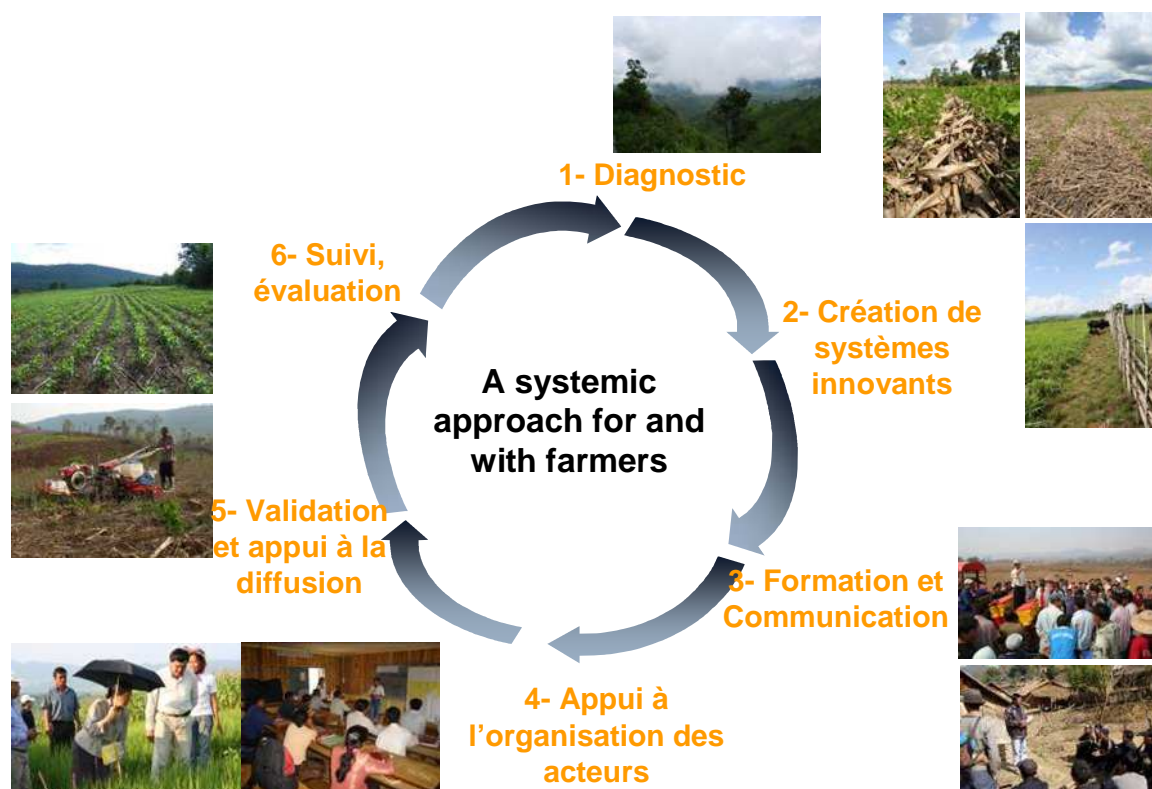 1- Diagnostic
2- Création de
systèmes
innovants
3- Formation et
Communication
4- Appui à
l’organisation des
acteurs
5- Validation
et appui à la
diffusion
6- Suivi,
évaluation
A systemic
approach for and
with farmers